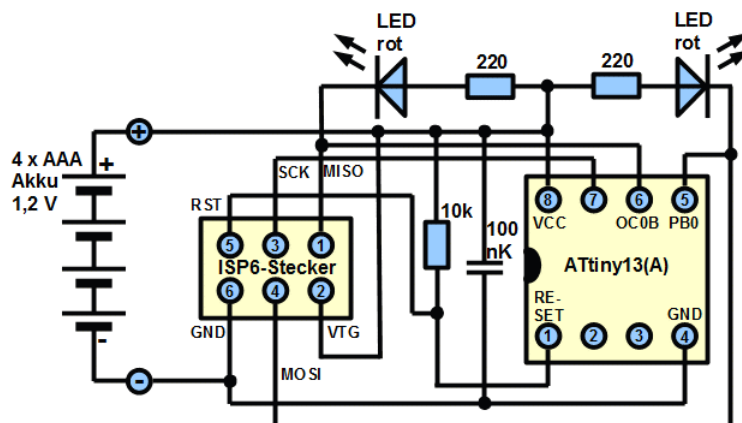 LED
rot
LED
rot
220
220
+
4 x AAA
Akku
1,2 V
+
-
-
SCK
MISO
RST
5
3
1
ISP6-Stecker
6
4
2
GND
VTG
MOSI
10k
100
nK
8
7
6
5
VCC
OC0B
PB0
ATtiny13(A)
RE-
SET
GND
1
2
3
4